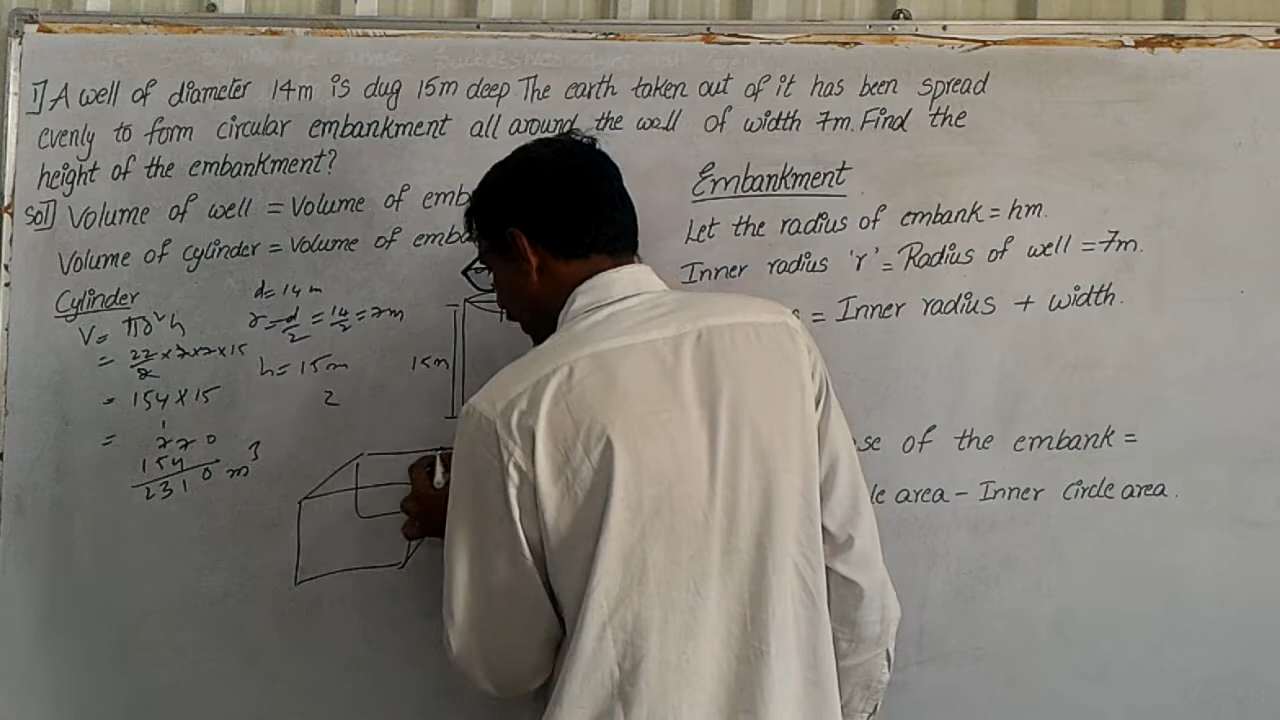 1] A well of diameter 14m is dug 15m deep The earth taken out of it has been spread
evenly to form circular embankment all around the well of width 7m. Find the
height of the embankment?
Sol] Volume of well = Volume of emb
Volume of cylinder = Volume of emba
Cylinder
V = πr²h
= 22/7 × 7 × 7 × 15
= 154 × 15
=
1
770
154
2310 m³
d = 14 m
r = d/2 = 14/2 = 7m
h = 15m
2
15m
Embankment
Let the radius of embank = hm.
Inner radius 'r' = Radius of well = 7m.
= Inner radius + width.
se of the embank =
le area - Inner circle area.